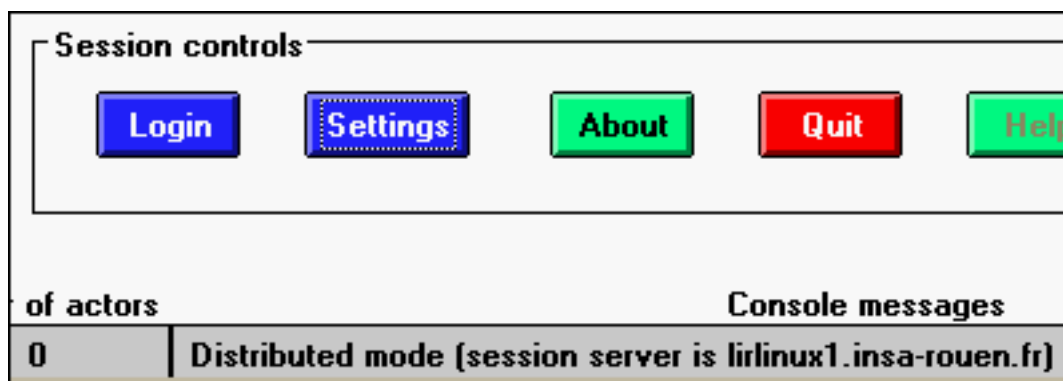 Session controls
Login Settings About Quit Help
of actors Console messages
0 Distributed mode (session server is lirlinux1.insa-rouen.fr)